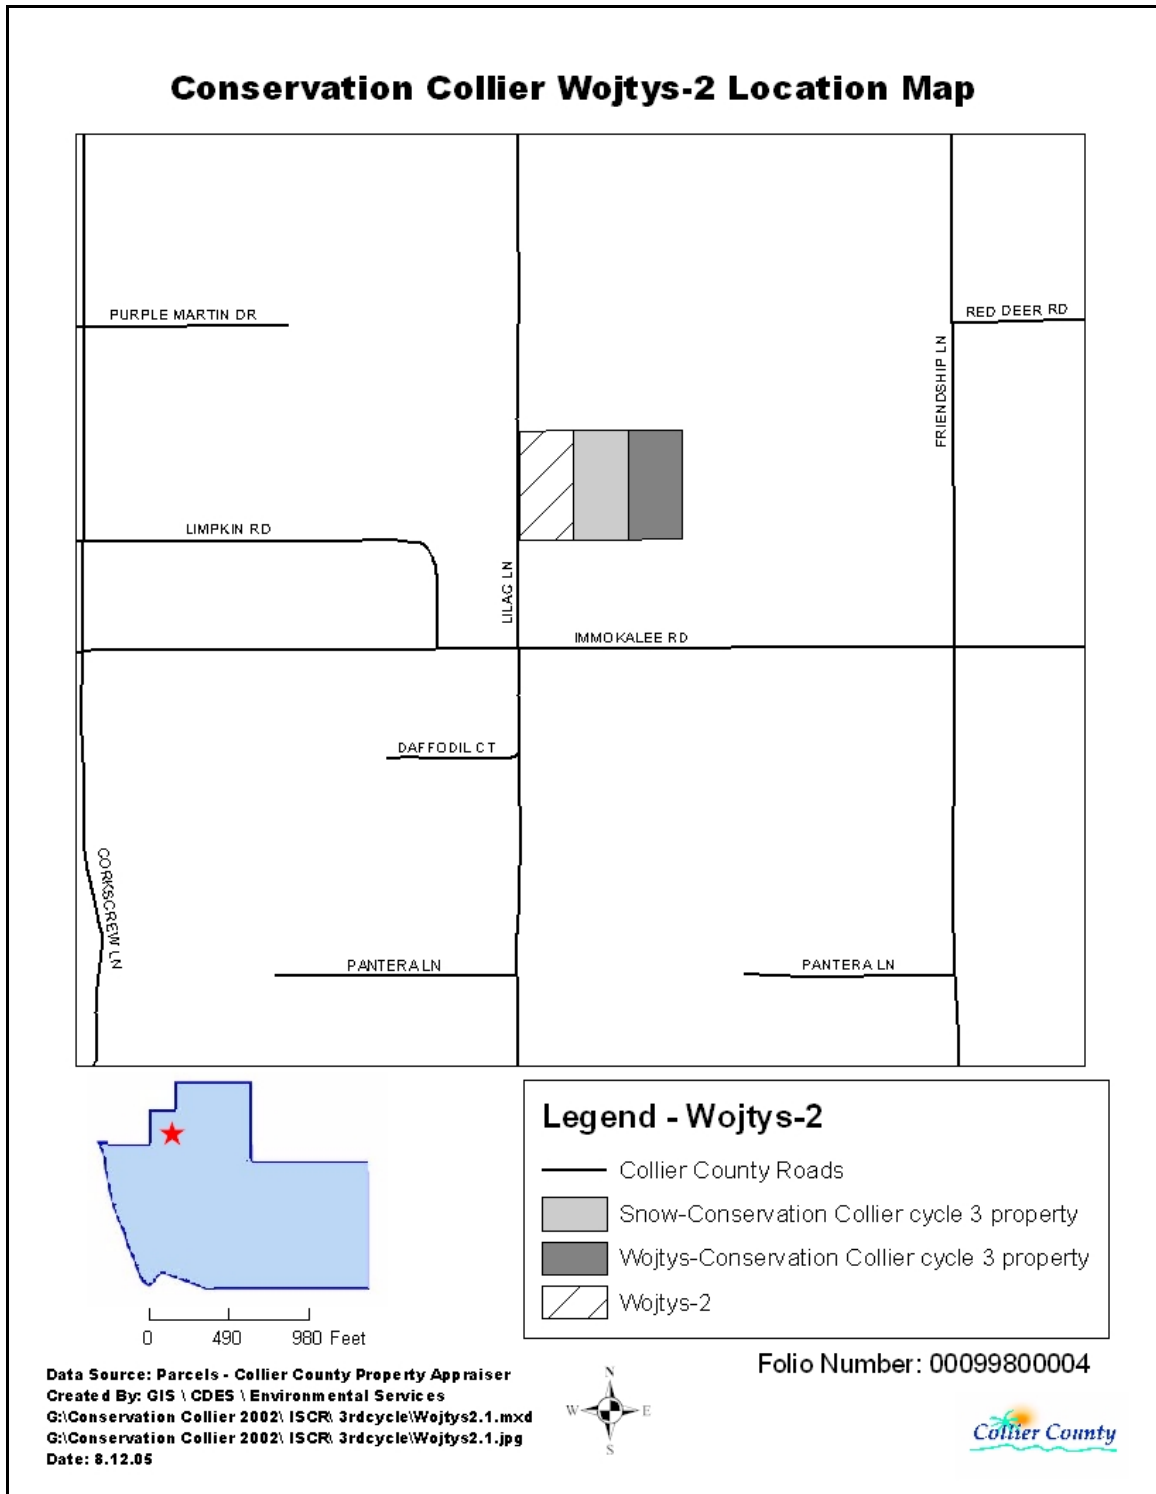 Conservation Collier Wojtys-2 Location Map
PURPLE MARTIN DR
RED DEER RD
FRIENDSHIP LN
LIMPKIN RD
LILAC LN
IMMOKALEE RD
DAFFODIL CT
CORKSCREW LN
PANTERA LN
PANTERA LN
Legend - Wojtys-2
Collier County Roads
Snow-Conservation Collier cycle 3 property
Wojtys-Conservation Collier cycle 3 property
Wojtys-2
0 490 980 Feet
Folio Number: 00099800004
Data Source: Parcels - Collier County Property Appraiser
Created By: GIS \ CDES \ Environmental Services
G:\Conservation Collier 2002\ ISCR\ 3rdcycle\Wojtys2.1.mxd
G:\Conservation Collier 2002\ ISCR\ 3rdcycle\Wojtys2.1.jpg
Date: 8.12.05
N
W E
S
Collier County